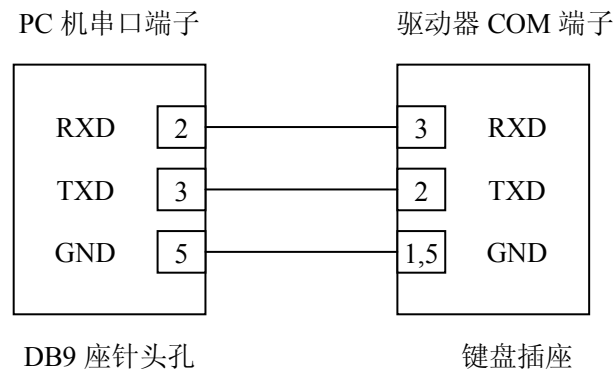 PC 机串口端子 驱动器 COM 端子
RXD 2 3 RXD
TXD 3 2 TXD
GND 5 1,5 GND
DB9 座针头孔 键盘插座